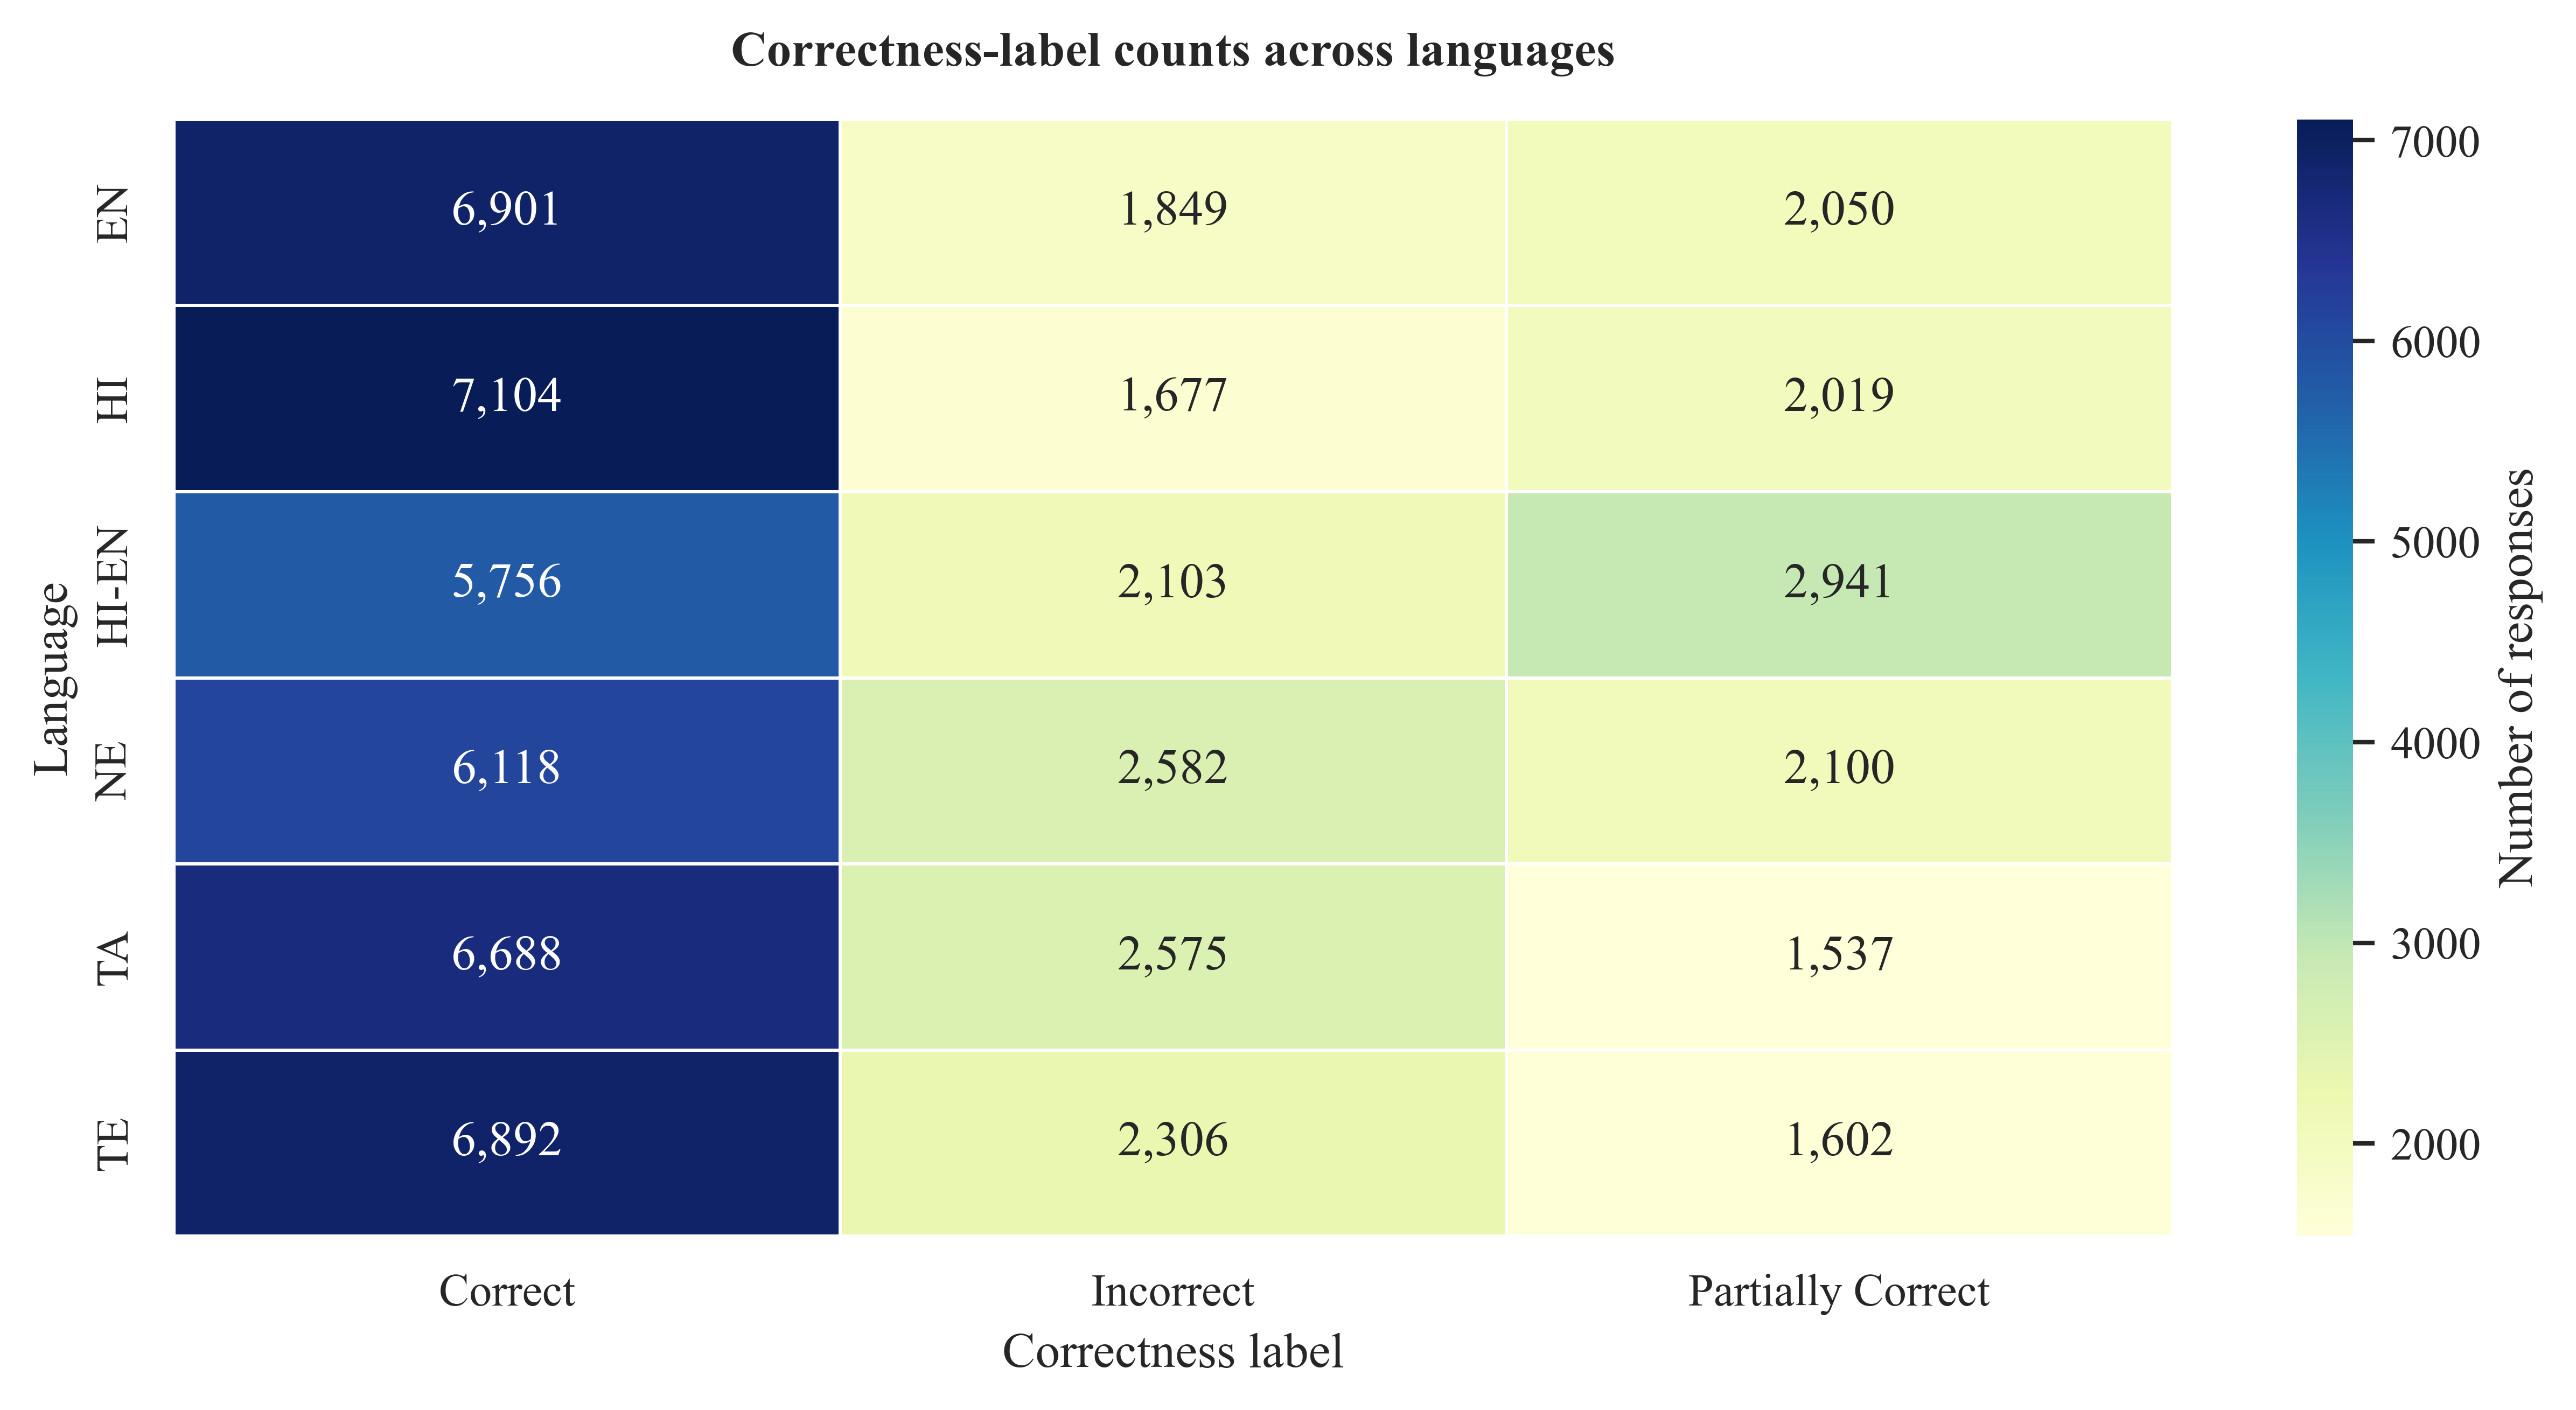 Correctness-label counts across languages
EN 6,901 1,849 2,050
HI 7,104 1,677 2,019
HI-EN 5,756 2,103 2,941
NE 6,118 2,582 2,100
TA 6,688 2,575 1,537
TE 6,892 2,306 1,602
Correct Incorrect Partially Correct
Correctness label
Language
7000
6000
5000
4000
3000
2000
Number of responses